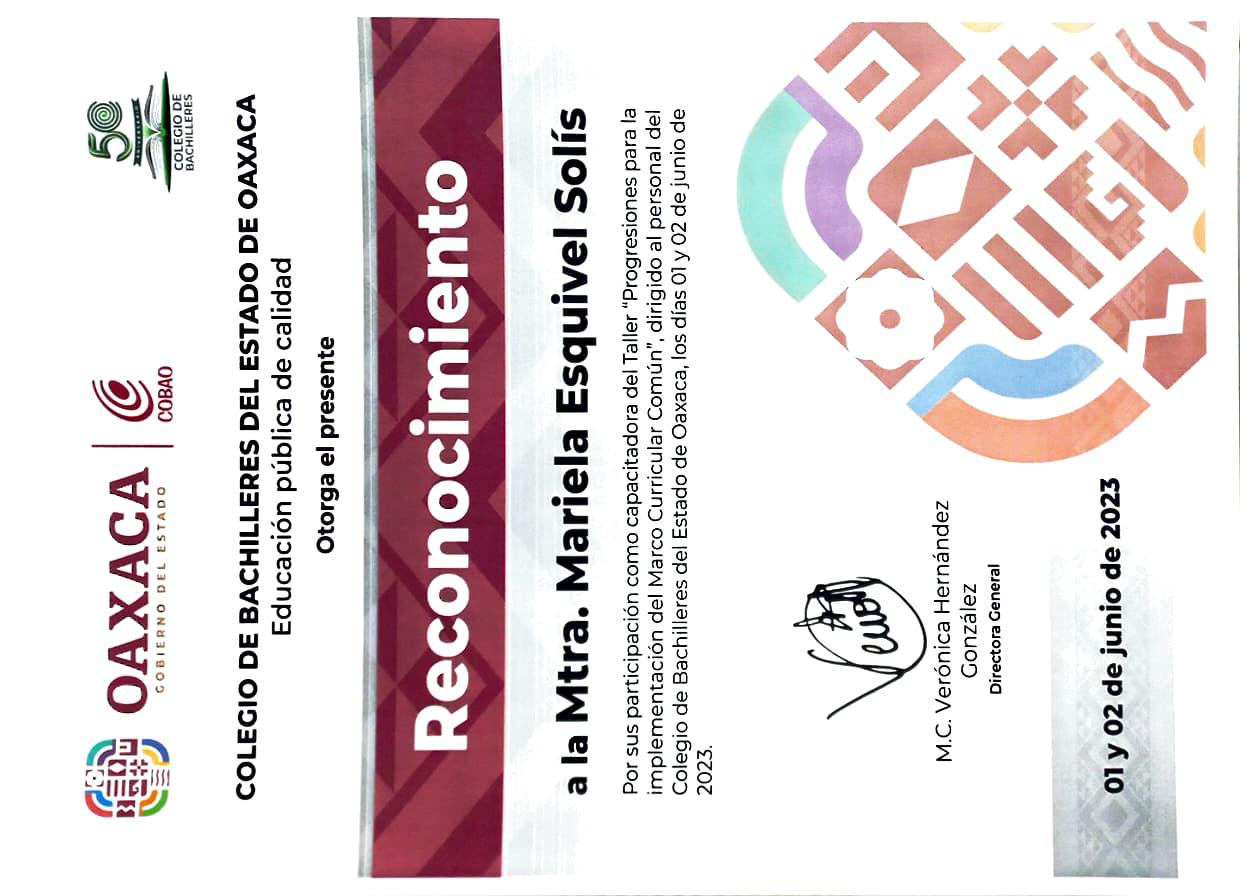 OAXACA
GOBIERNO DEL ESTADO
COBAO
50
COLEGIO DE
BACHILLERES
COLEGIO DE BACHILLERES DEL ESTADO DE OAXACA
Educación pública de calidad
Otorga el presente
Reconocimiento
a la Mtra. Mariela Esquivel Solís
Por sus participación como capacitadora del Taller “Progresiones para la
implementación del Marco Curricular Común”, dirigido al personal del
Colegio de Bachilleres del Estado de Oaxaca, los días 01 y 02 de junio de
2023.
M.C. Verónica Hernández
González
Directora General
01 y 02 de junio de 2023